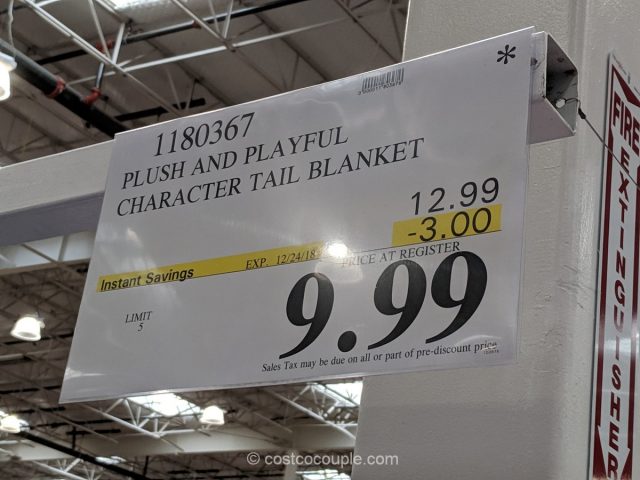 *
1180367
PLUSH AND PLAYFUL
CHARACTER TAIL BLANKET
12.99
-3.00
Instant Savings EXP. 12/24/18 PRICE AT REGISTER
9.99
LIMIT
5
Sales Tax may be due on all or part of pre-discount price
FIRE EXTINGUISHER
© costcocouple.com